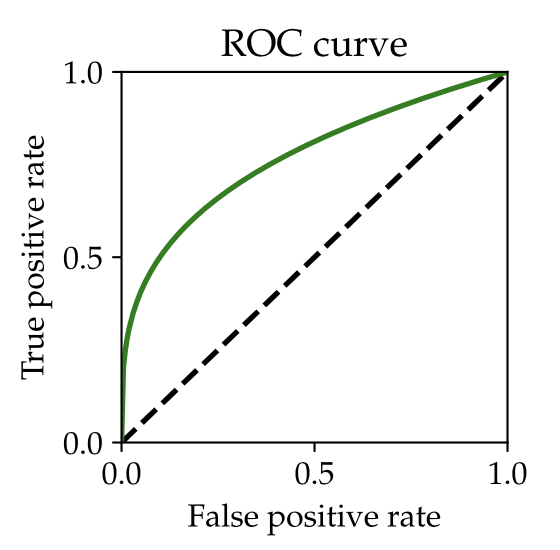 ROC curve
True positive rate
1.0
0.5
0.0
0.0 0.5 1.0
False positive rate